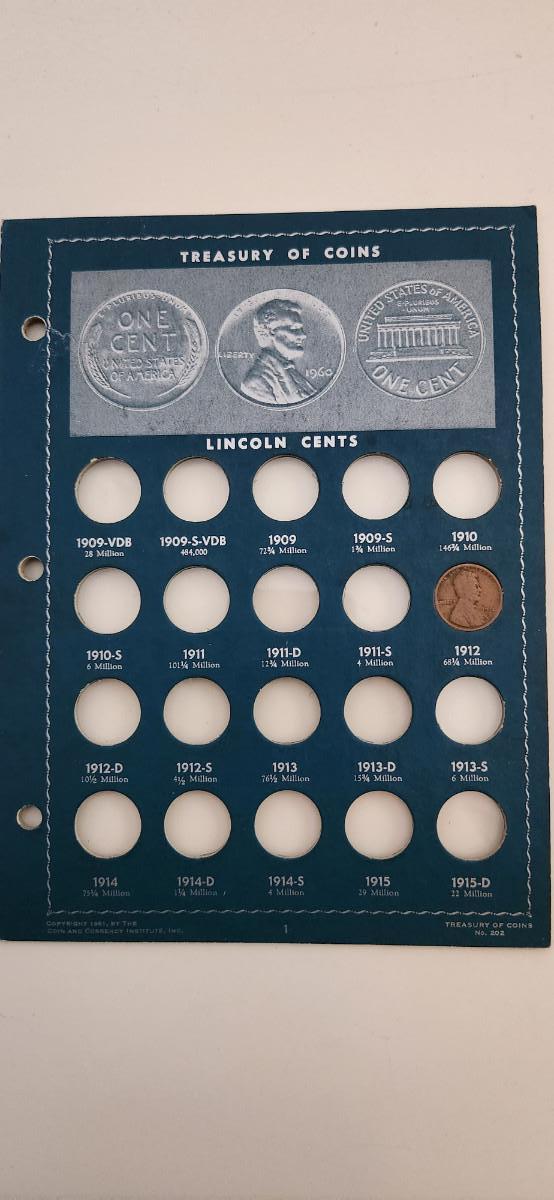 TREASURY OF COINS
E·PLURIBUS·UNUM
ONE
CENT
UNITED·STATES
OF·AMERICA
LIBERTY
1960
UNITED STATES OF AMERICA
E·PLURIBUS
UNUM
ONE CENT
LINCOLN CENTS
1909-VDB 1909-S-VDB 1909 1909-S 1910
28 Million 484,000 72¾ Million 1¾ Million 146¾ Million
1910-S 1911 1911-D 1911-S 1912
6 Million 101¼ Million 12¾ Million 4 Million 68¼ Million
1912-D 1912-S 1913 1913-D 1913-S
10½ Million 4½ Million 76½ Million 15¾ Million 6 Million
1914 1914-D 1914-S 1915 1915-D
75¼ Million 1¼ Million 4 Million 29 Million 22 Million
COPYRIGHT 1961, BY THE
COIN AND CURRENCY INSTITUTE, INC.
1
TREASURY OF COINS
No. 202